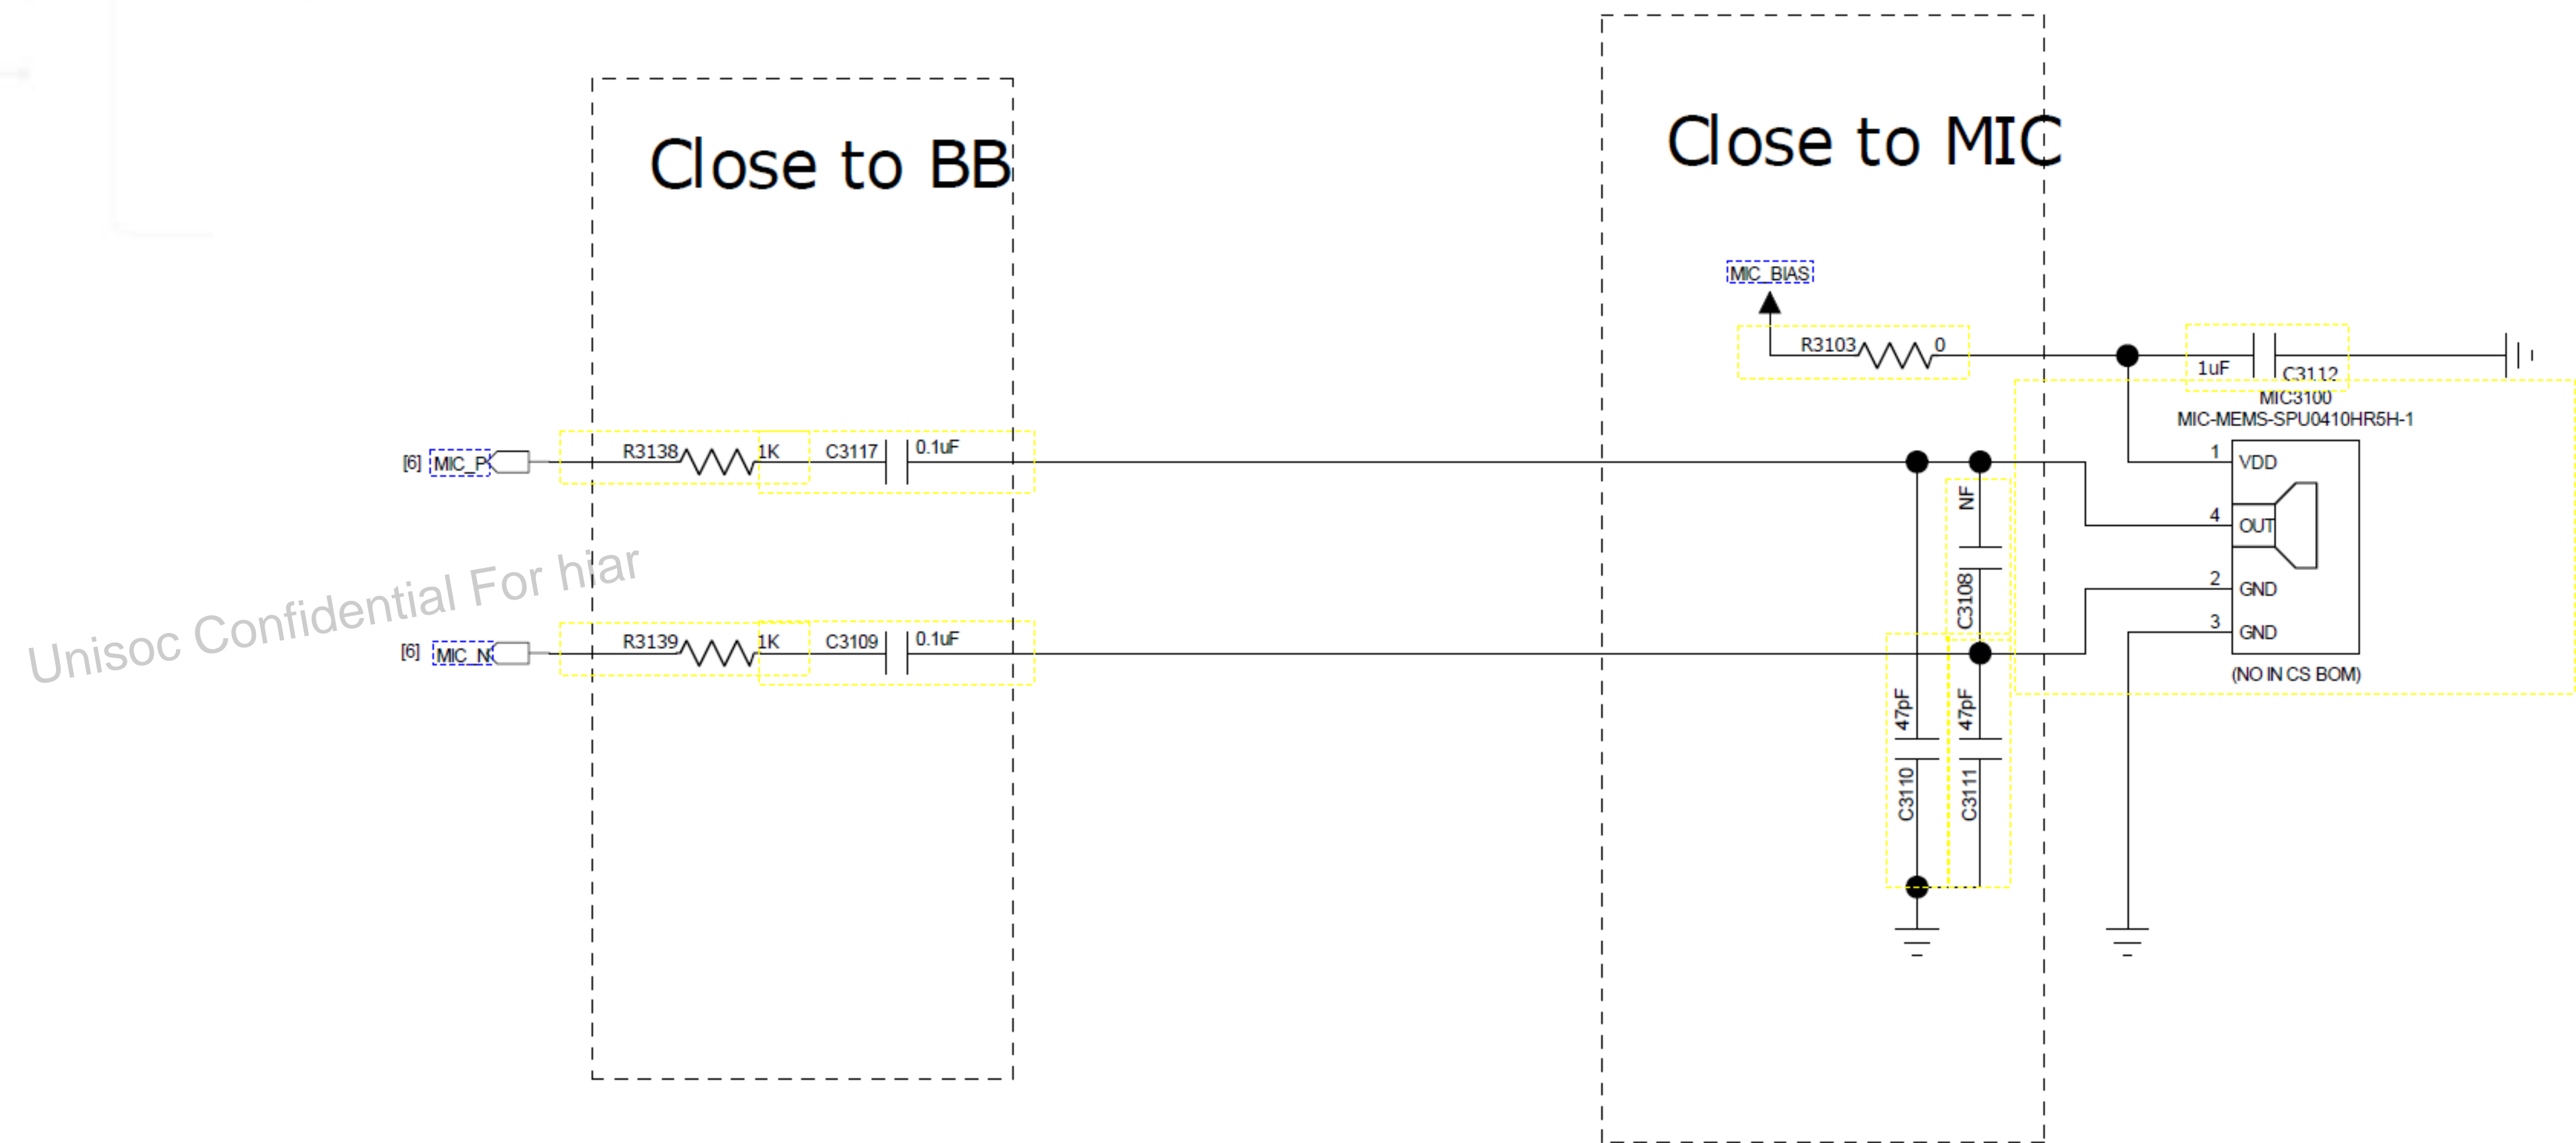 Close to BB
Close to MIC
MIC_BIAS
R3103
0
1uF
C3112
MIC3100
MIC-MEMS-SPU0410HR5H-1
[6]
MIC_P
R3138
1K
C3117
0.1uF
1
VDD
NF
4
OUT
C3108
2
GND
3
GND
[6]
MIC_N
R3139
1K
C3109
0.1uF
(NO IN CS BOM)
47pF
47pF
C3110
C3111
Unisoc Confidential For hiar